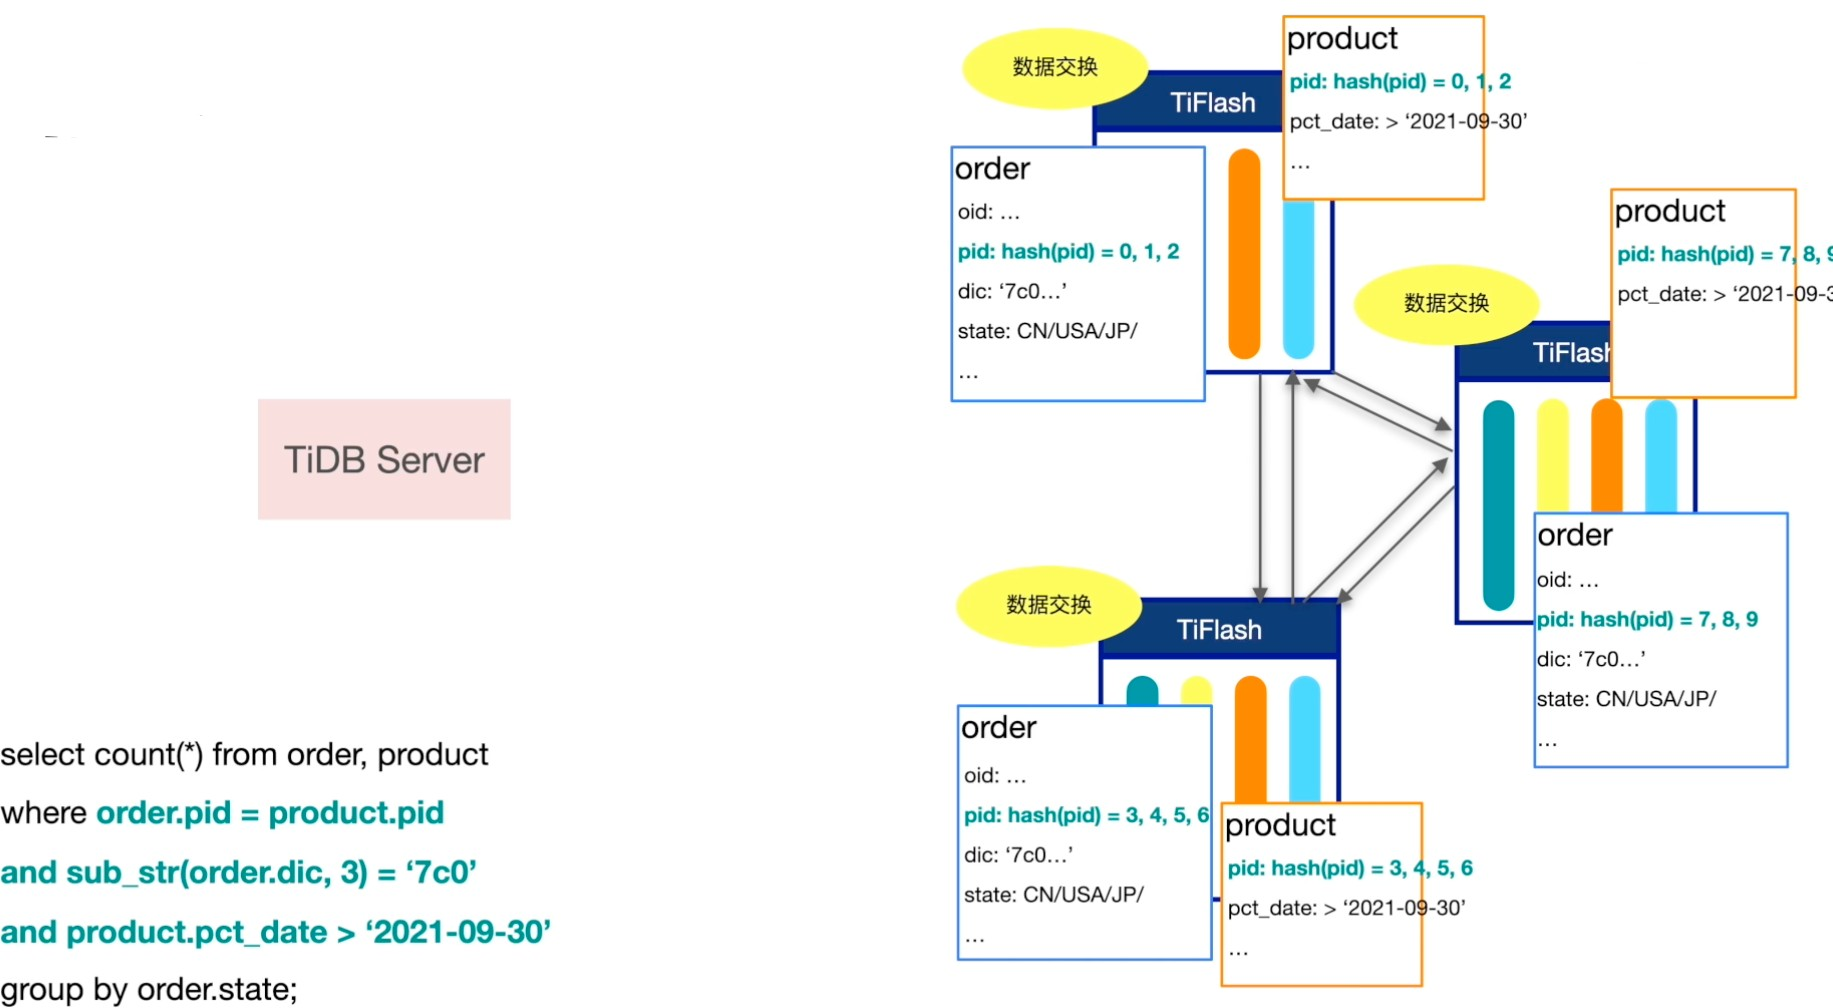 数据交换
TiFlash
product
pid: hash(pid) = 0, 1, 2
pct_date: > ‘2021-09-30’
...
order
oid: ...
pid: hash(pid) = 0, 1, 2
dic: ‘7c0...’
state: CN/USA/JP/
...
数据交换
TiFlash
product
pid: hash(pid) = 7, 8, 9
pct_date: > ‘2021-09-3
order
oid: ...
pid: hash(pid) = 7, 8, 9
dic: ‘7c0...’
state: CN/USA/JP/
...
TiDB Server
数据交换
TiFlash
order
oid: ...
pid: hash(pid) = 3, 4, 5, 6
dic: ‘7c0...’
state: CN/USA/JP/
...
product
pid: hash(pid) = 3, 4, 5, 6
pct_date: > ‘2021-09-30’
...
select count(*) from order, product
where order.pid = product.pid
and sub_str(order.dic, 3) = ‘7c0’
and product.pct_date > ‘2021-09-30’
group by order.state;